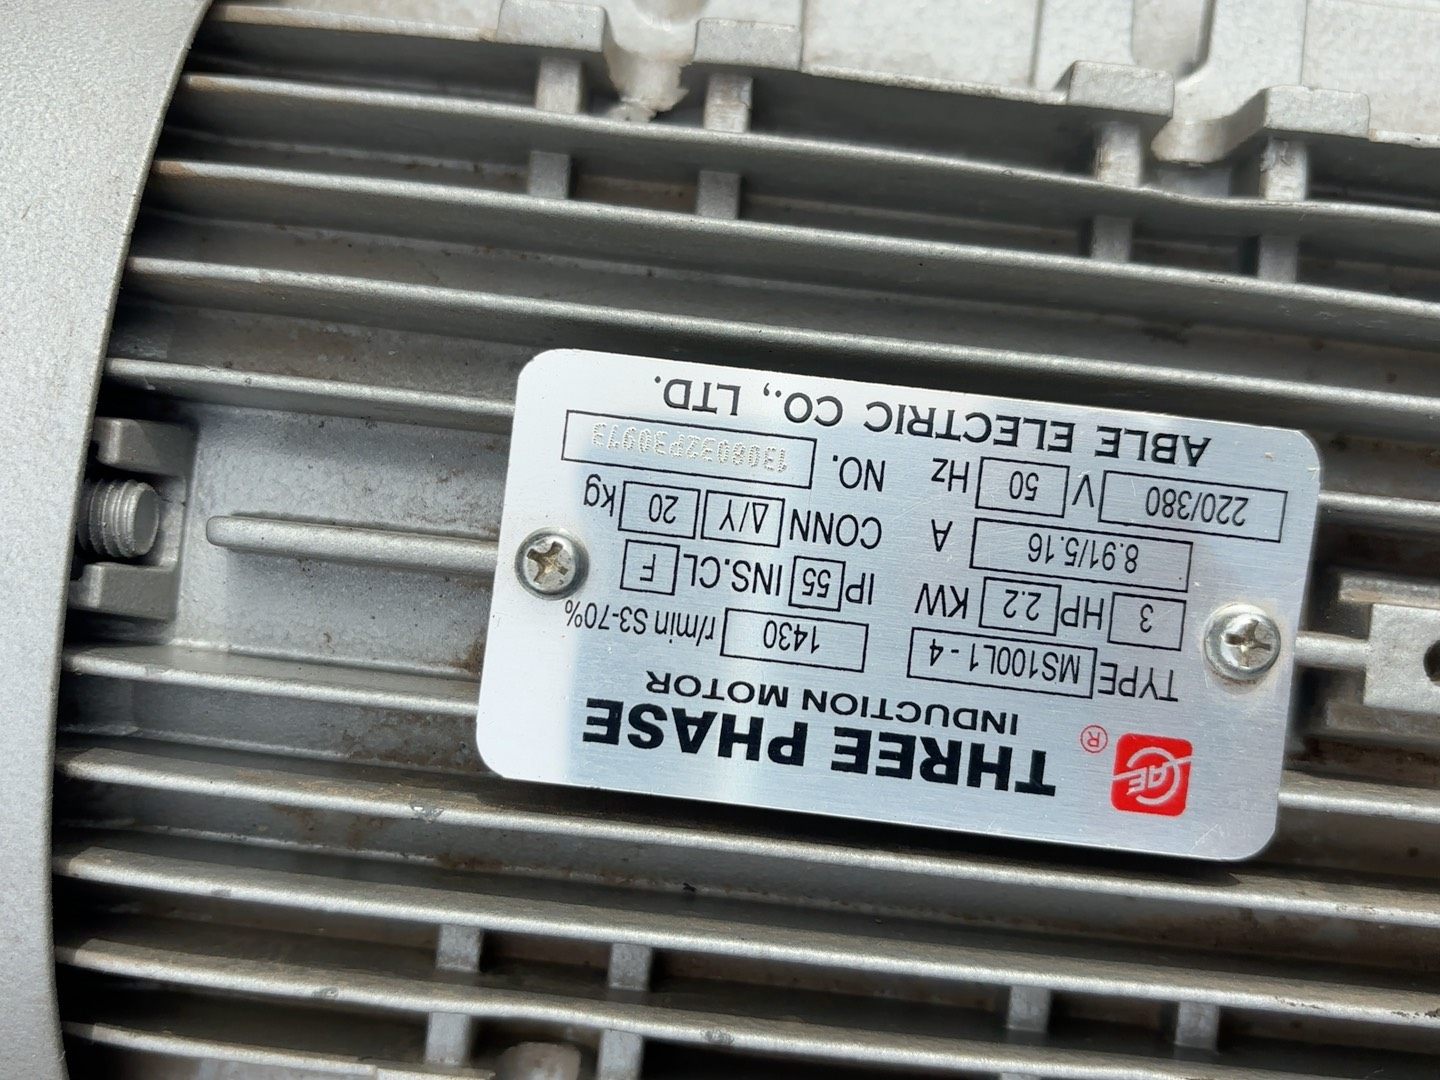 AE ®
THREE PHASE
INDUCTION MOTOR
TYPE MS100L1-4 1430 r/min S3-70%
3 HP 2.2 KW IP 55 INS.CL F
8.91/5.16 A CONN Δ/Y 20 kg
220/380 V 50 Hz NO.
ABLE ELECTRIC CO., LTD.